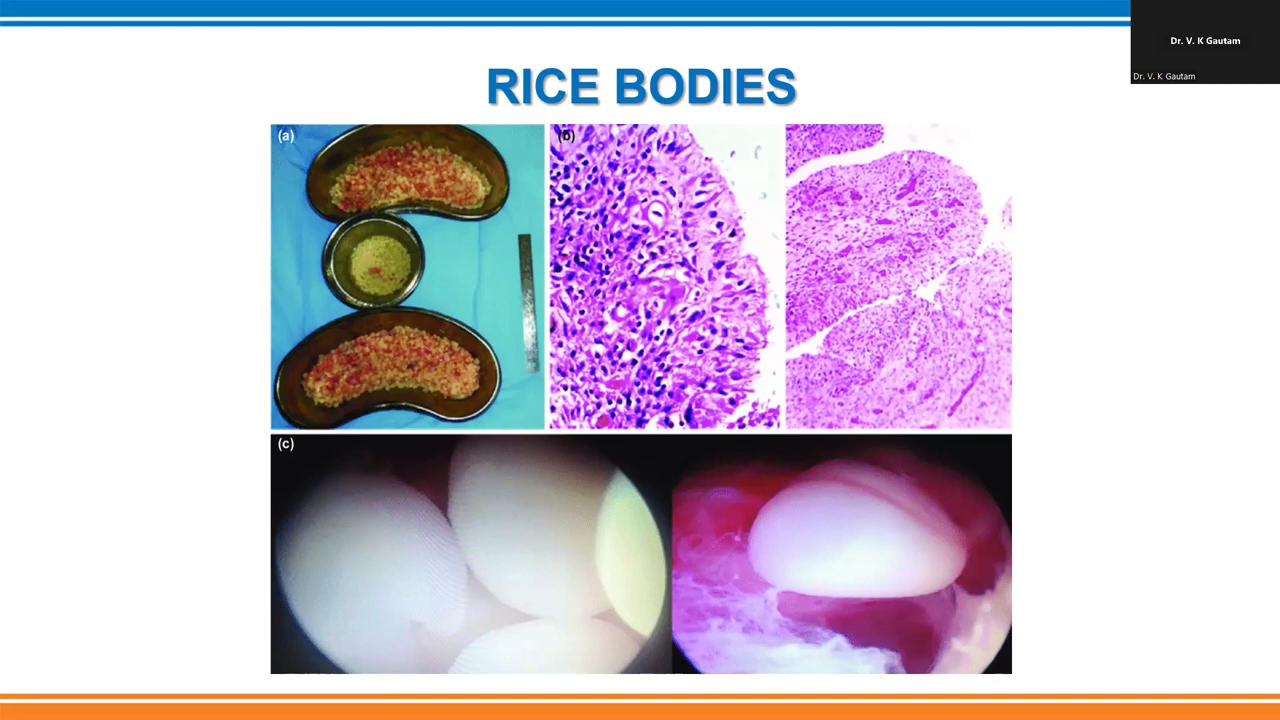 Dr. V. K Gautam
Dr. V. K Gautam
RICE BODIES
(a)
(b)
(c)